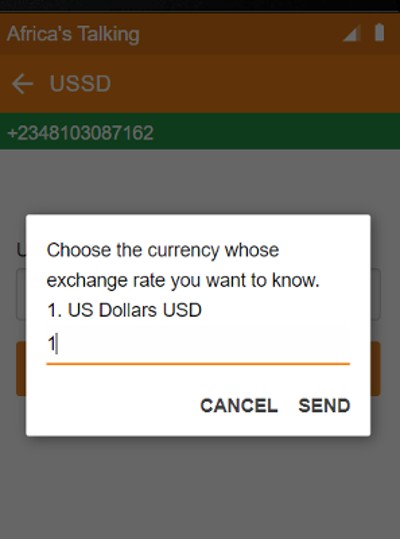 Africa's Talking
USSD
+2348103087162
U
Choose the currency whose
exchange rate you want to know.
1. US Dollars USD
1
CANCEL SEND